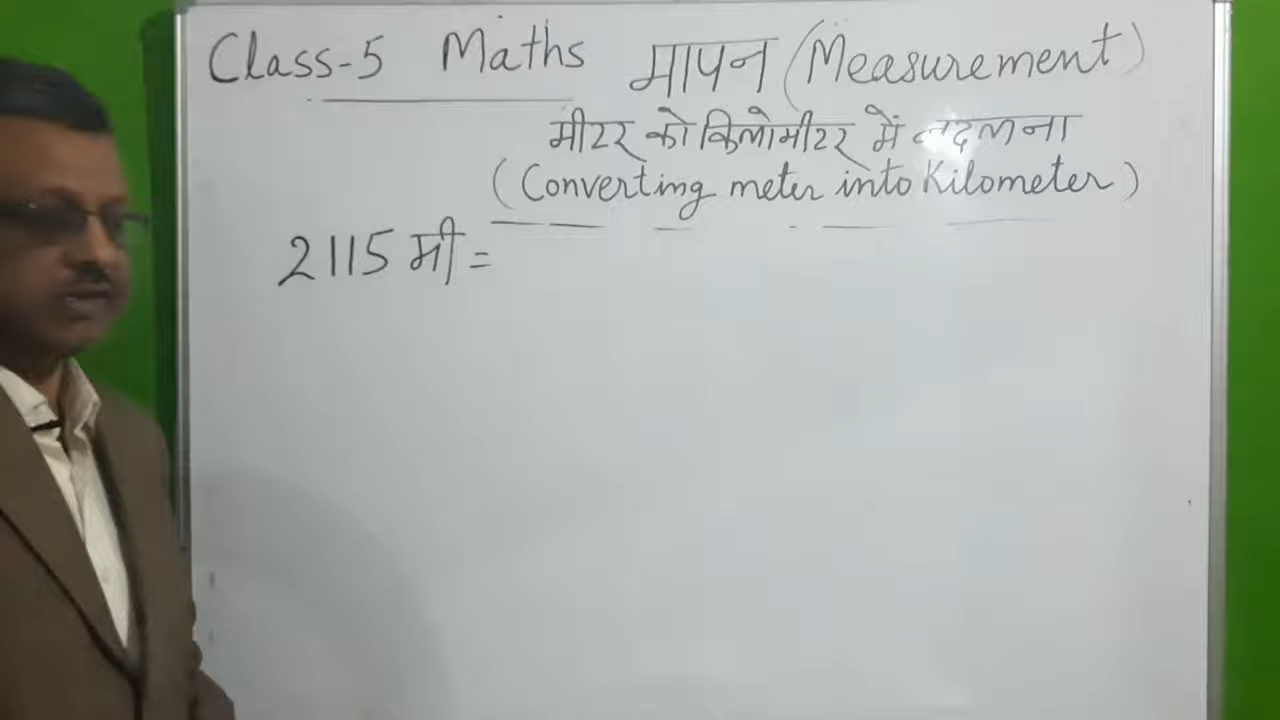 Class-5 Maths मापन (Measurement)
मीटर को किलोमीटर में बदलना
(Converting meter into Kilometer)
2115 मी =